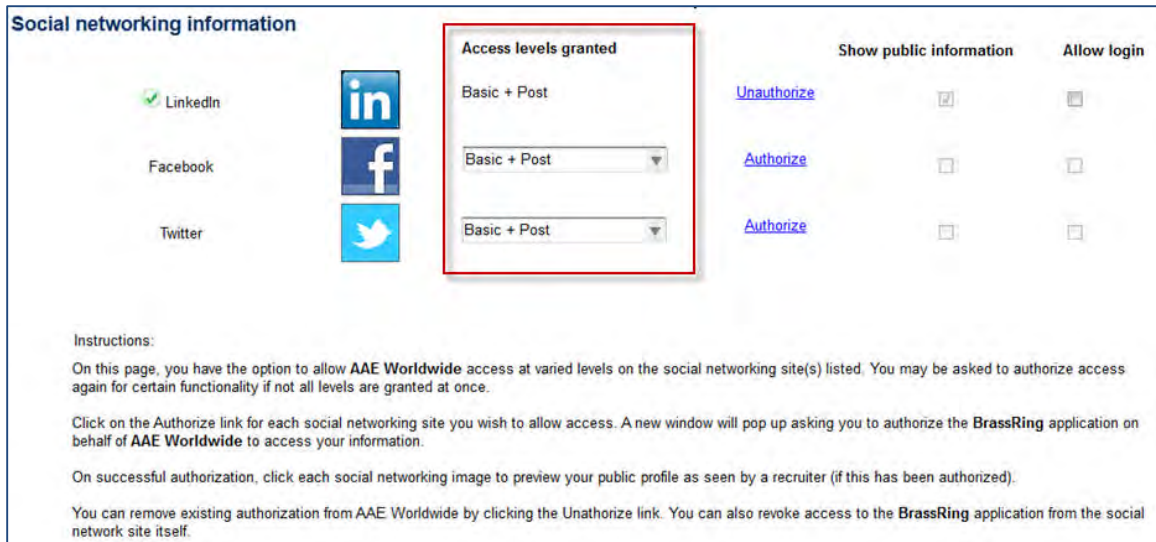 Social networking information
Access levels granted
Show public information
Allow login
LinkedIn
in
Basic + Post
Unauthorize
Facebook
f
Basic + Post
Authorize
Twitter
Basic + Post
Authorize
Instructions:
On this page, you have the option to allow AAE Worldwide access at varied levels on the social networking site(s) listed. You may be asked to authorize access
again for certain functionality if not all levels are granted at once.
Click on the Authorize link for each social networking site you wish to allow access. A new window will pop up asking you to authorize the BrassRing application on
behalf of AAE Worldwide to access your information.
On successful authorization, click each social networking image to preview your public profile as seen by a recruiter (if this has been authorized).
You can remove existing authorization from AAE Worldwide by clicking the Unathorize link. You can also revoke access to the BrassRing application from the social
network site itself.